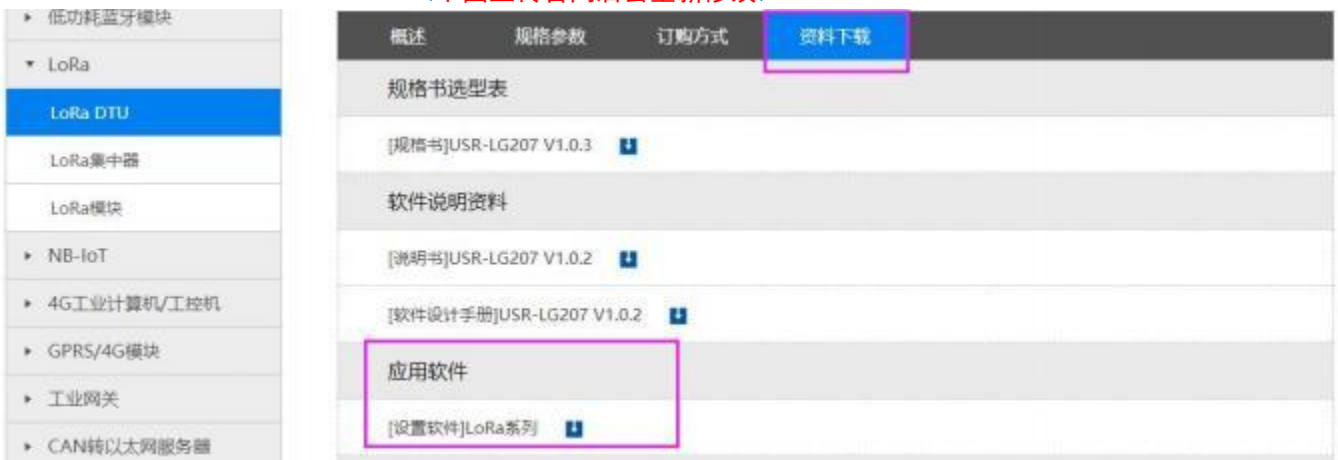 低功耗蓝牙模块
LoRa
LoRa DTU
LoRa集中器
LoRa模块
NB-IoT
4G工业计算机/工控机
GPRS/4G模块
工业网关
CAN转以太网服务器
概述 规格参数 订购方式 资料下载
规格书选型表
[规格书]USR-LG207 V1.0.3
软件说明资料
[说明书]USR-LG207 V1.0.2
[软件设计手册]USR-LG207 V1.0.2
应用软件
[设置软件]LoRa系列